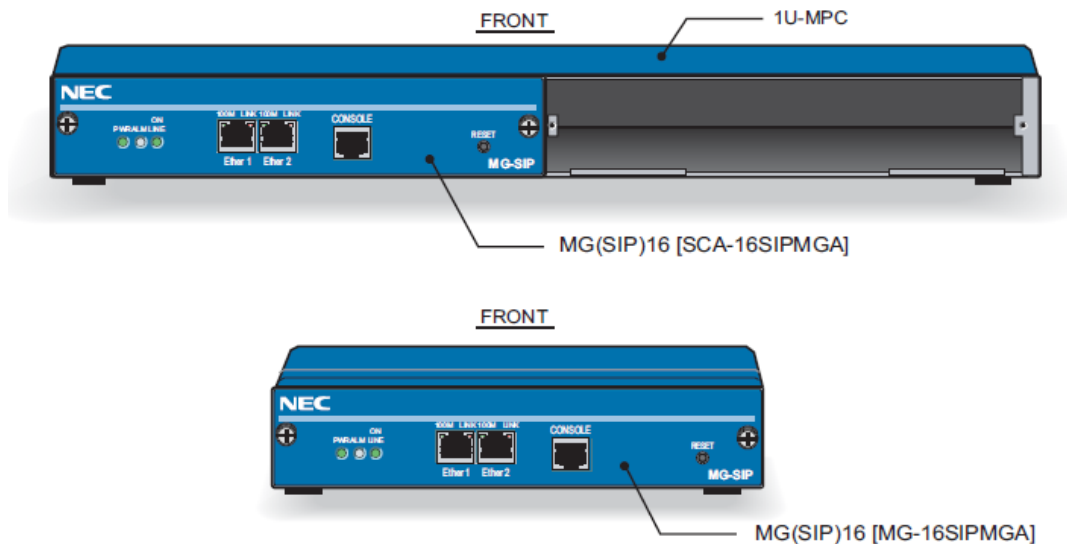 FRONT
1U-MPC
NEC
ON
PWR ALM LINE
100M LINK 100M LINK
CONSOLE
RESET
Ether 1 Ether 2
MG-SIP
MG(SIP)16 [SCA-16SIPMGA]
FRONT
NEC
ON
PWR ALM LINE
100M LINK 100M LINK
CONSOLE
RESET
Ether 1 Ether 2
MG-SIP
MG(SIP)16 [MG-16SIPMGA]